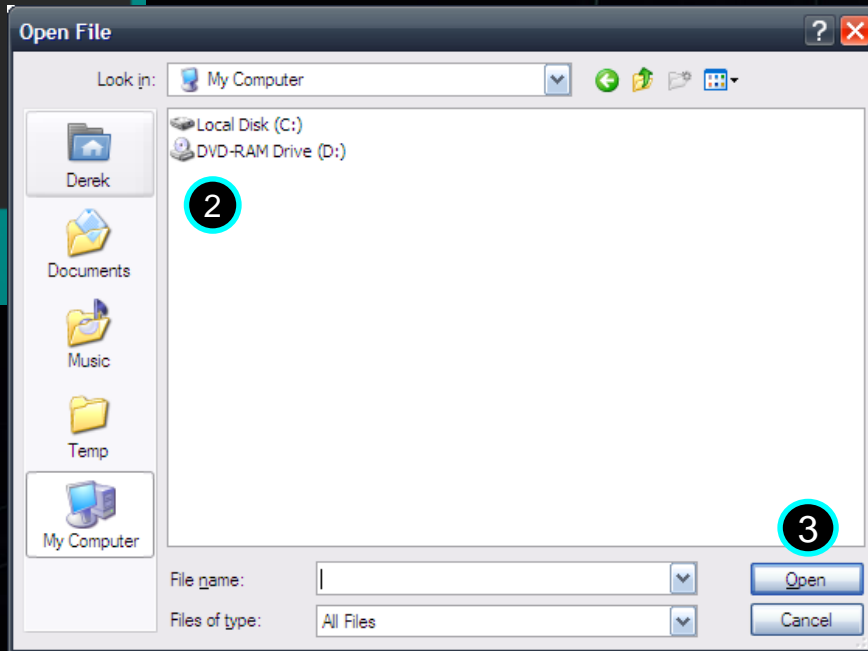 Open File
?
Look in: My Computer
Local Disk (C:)
DVD-RAM Drive (D:)
Derek
2
Documents
Music
Temp
My Computer
3
File name: Open
Files of type: All Files Cancel